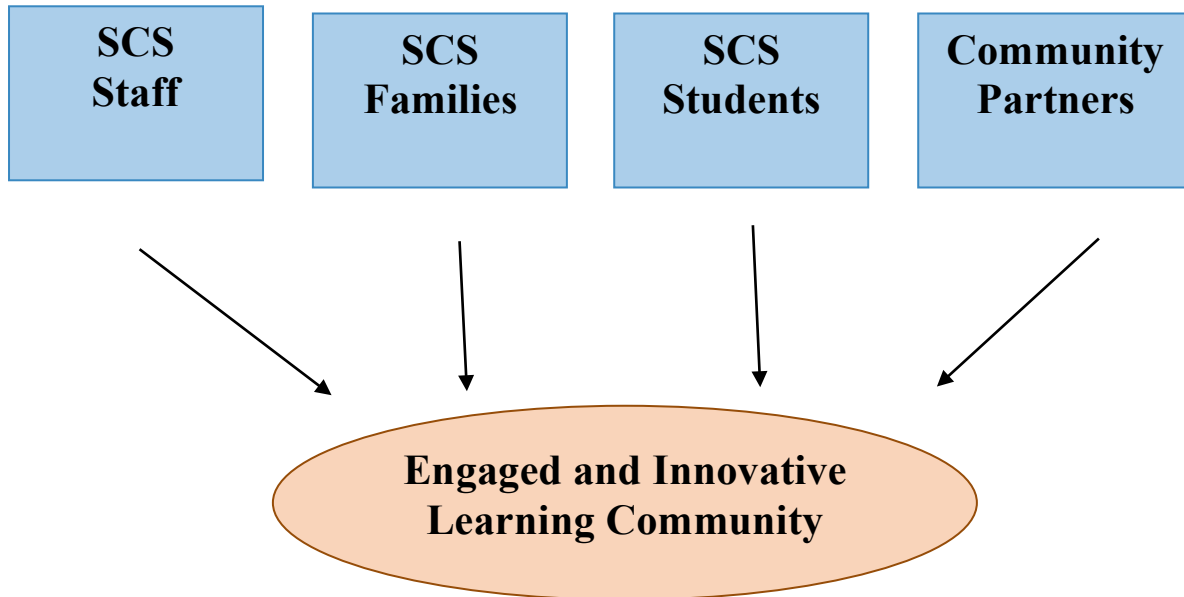 SCS
Staff
SCS
Families
SCS
Students
Community
Partners
Engaged and Innovative
Learning Community